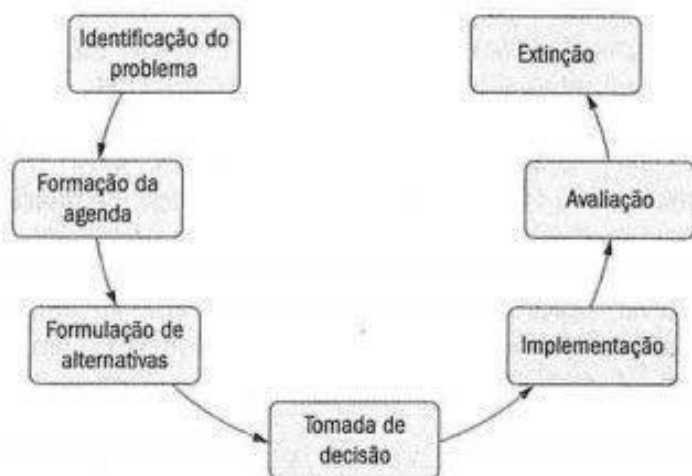 Identificação do
problema
Formação da
agenda
Formulação de
alternativas
Tomada de
decisão
Implementação
Avaliação
Extinção